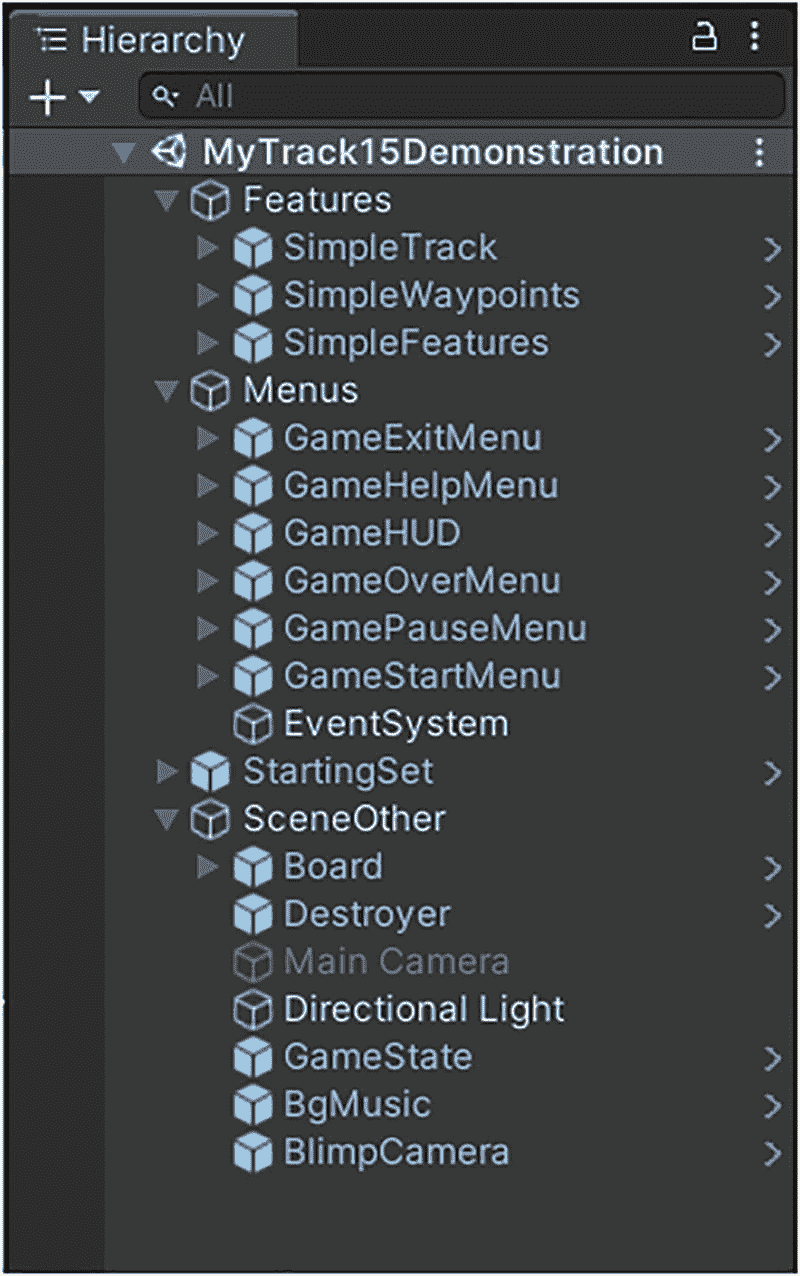 Hierarchy
All
MyTrack15Demonstration
Features
SimpleTrack
SimpleWaypoints
SimpleFeatures
Menus
GameExitMenu
GameHelpMenu
GameHUD
GameOverMenu
GamePauseMenu
GameStartMenu
EventSystem
StartingSet
SceneOther
Board
Destroyer
Main Camera
Directional Light
GameState
BgMusic
BlimpCamera